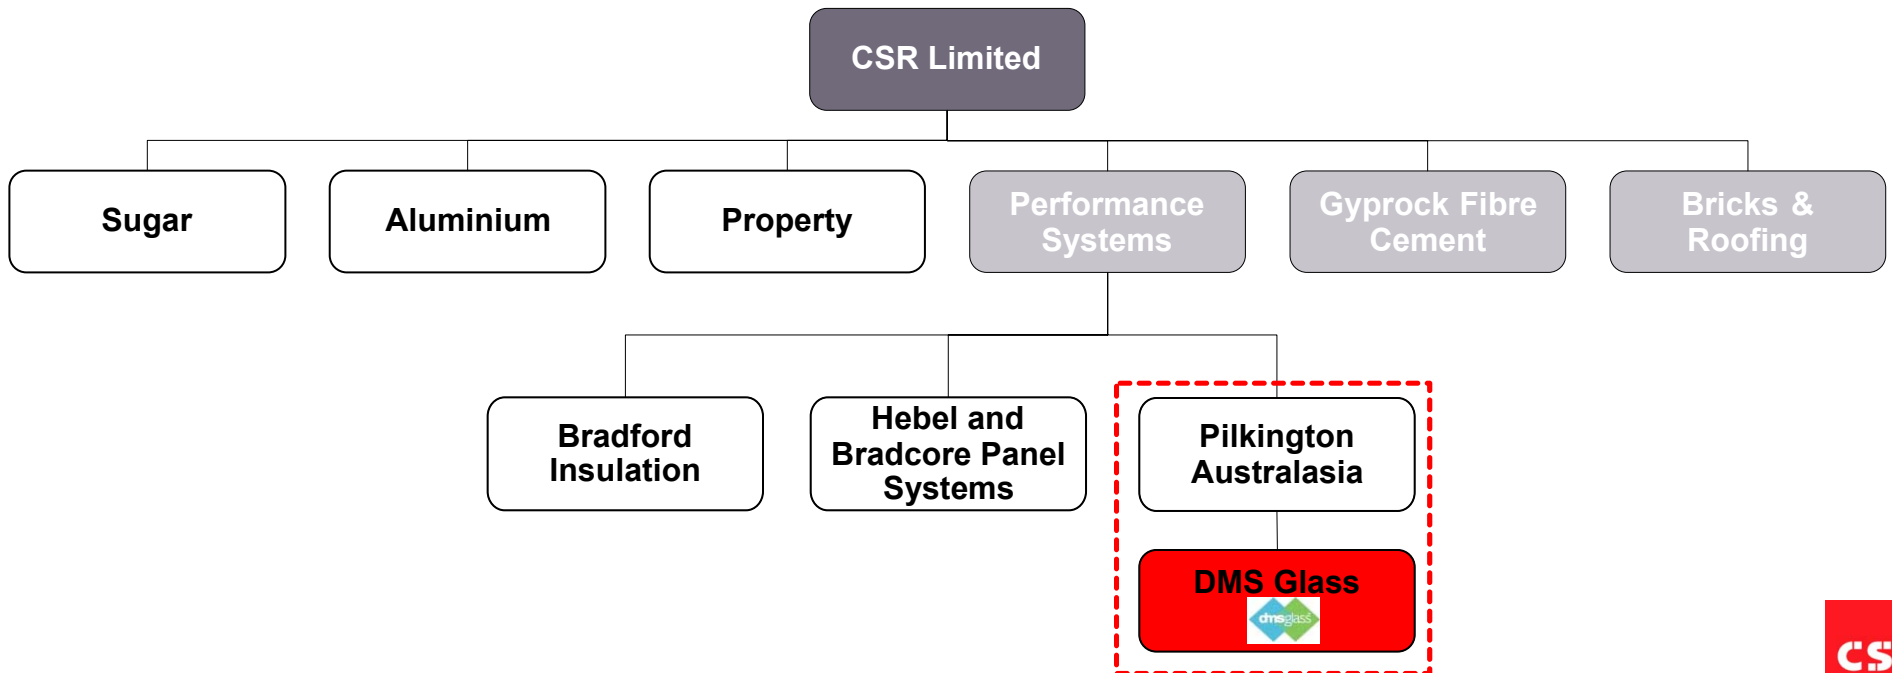 CSR Limited
Sugar
Aluminium
Property
Performance
Systems
Gyprock Fibre
Cement
Bricks &
Roofing
Bradford
Insulation
Hebel and
Bradcore Panel
Systems
Pilkington
Australasia
DMS Glass
dmsglass
CS